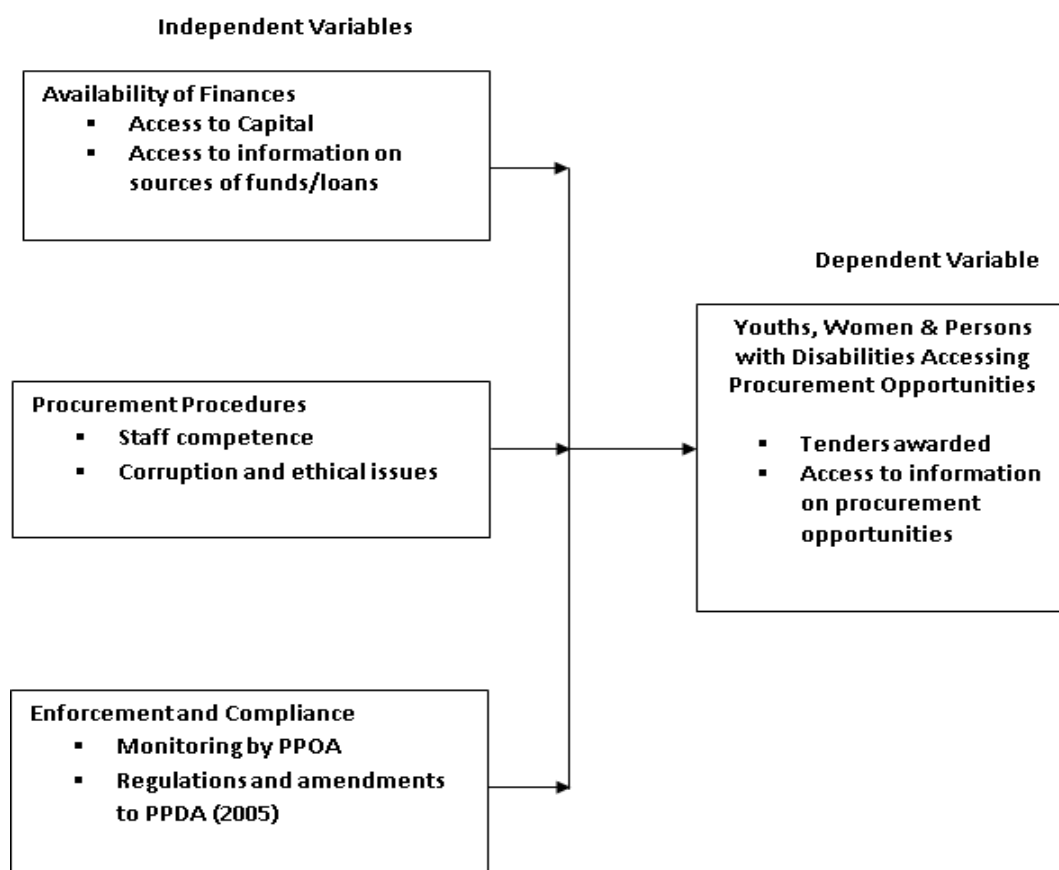 Independent Variables
Availability of Finances
▪ Access to Capital
▪ Access to information on
sources of funds/loans
Procurement Procedures
▪ Staff competence
▪ Corruption and ethical issues
Enforcement and Compliance
▪ Monitoring by PPOA
▪ Regulations and amendments
to PPDA (2005)
Dependent Variable
Youths, Women & Persons
with Disabilities Accessing
Procurement Opportunities
▪ Tenders awarded
▪ Access to information
on procurement
opportunities